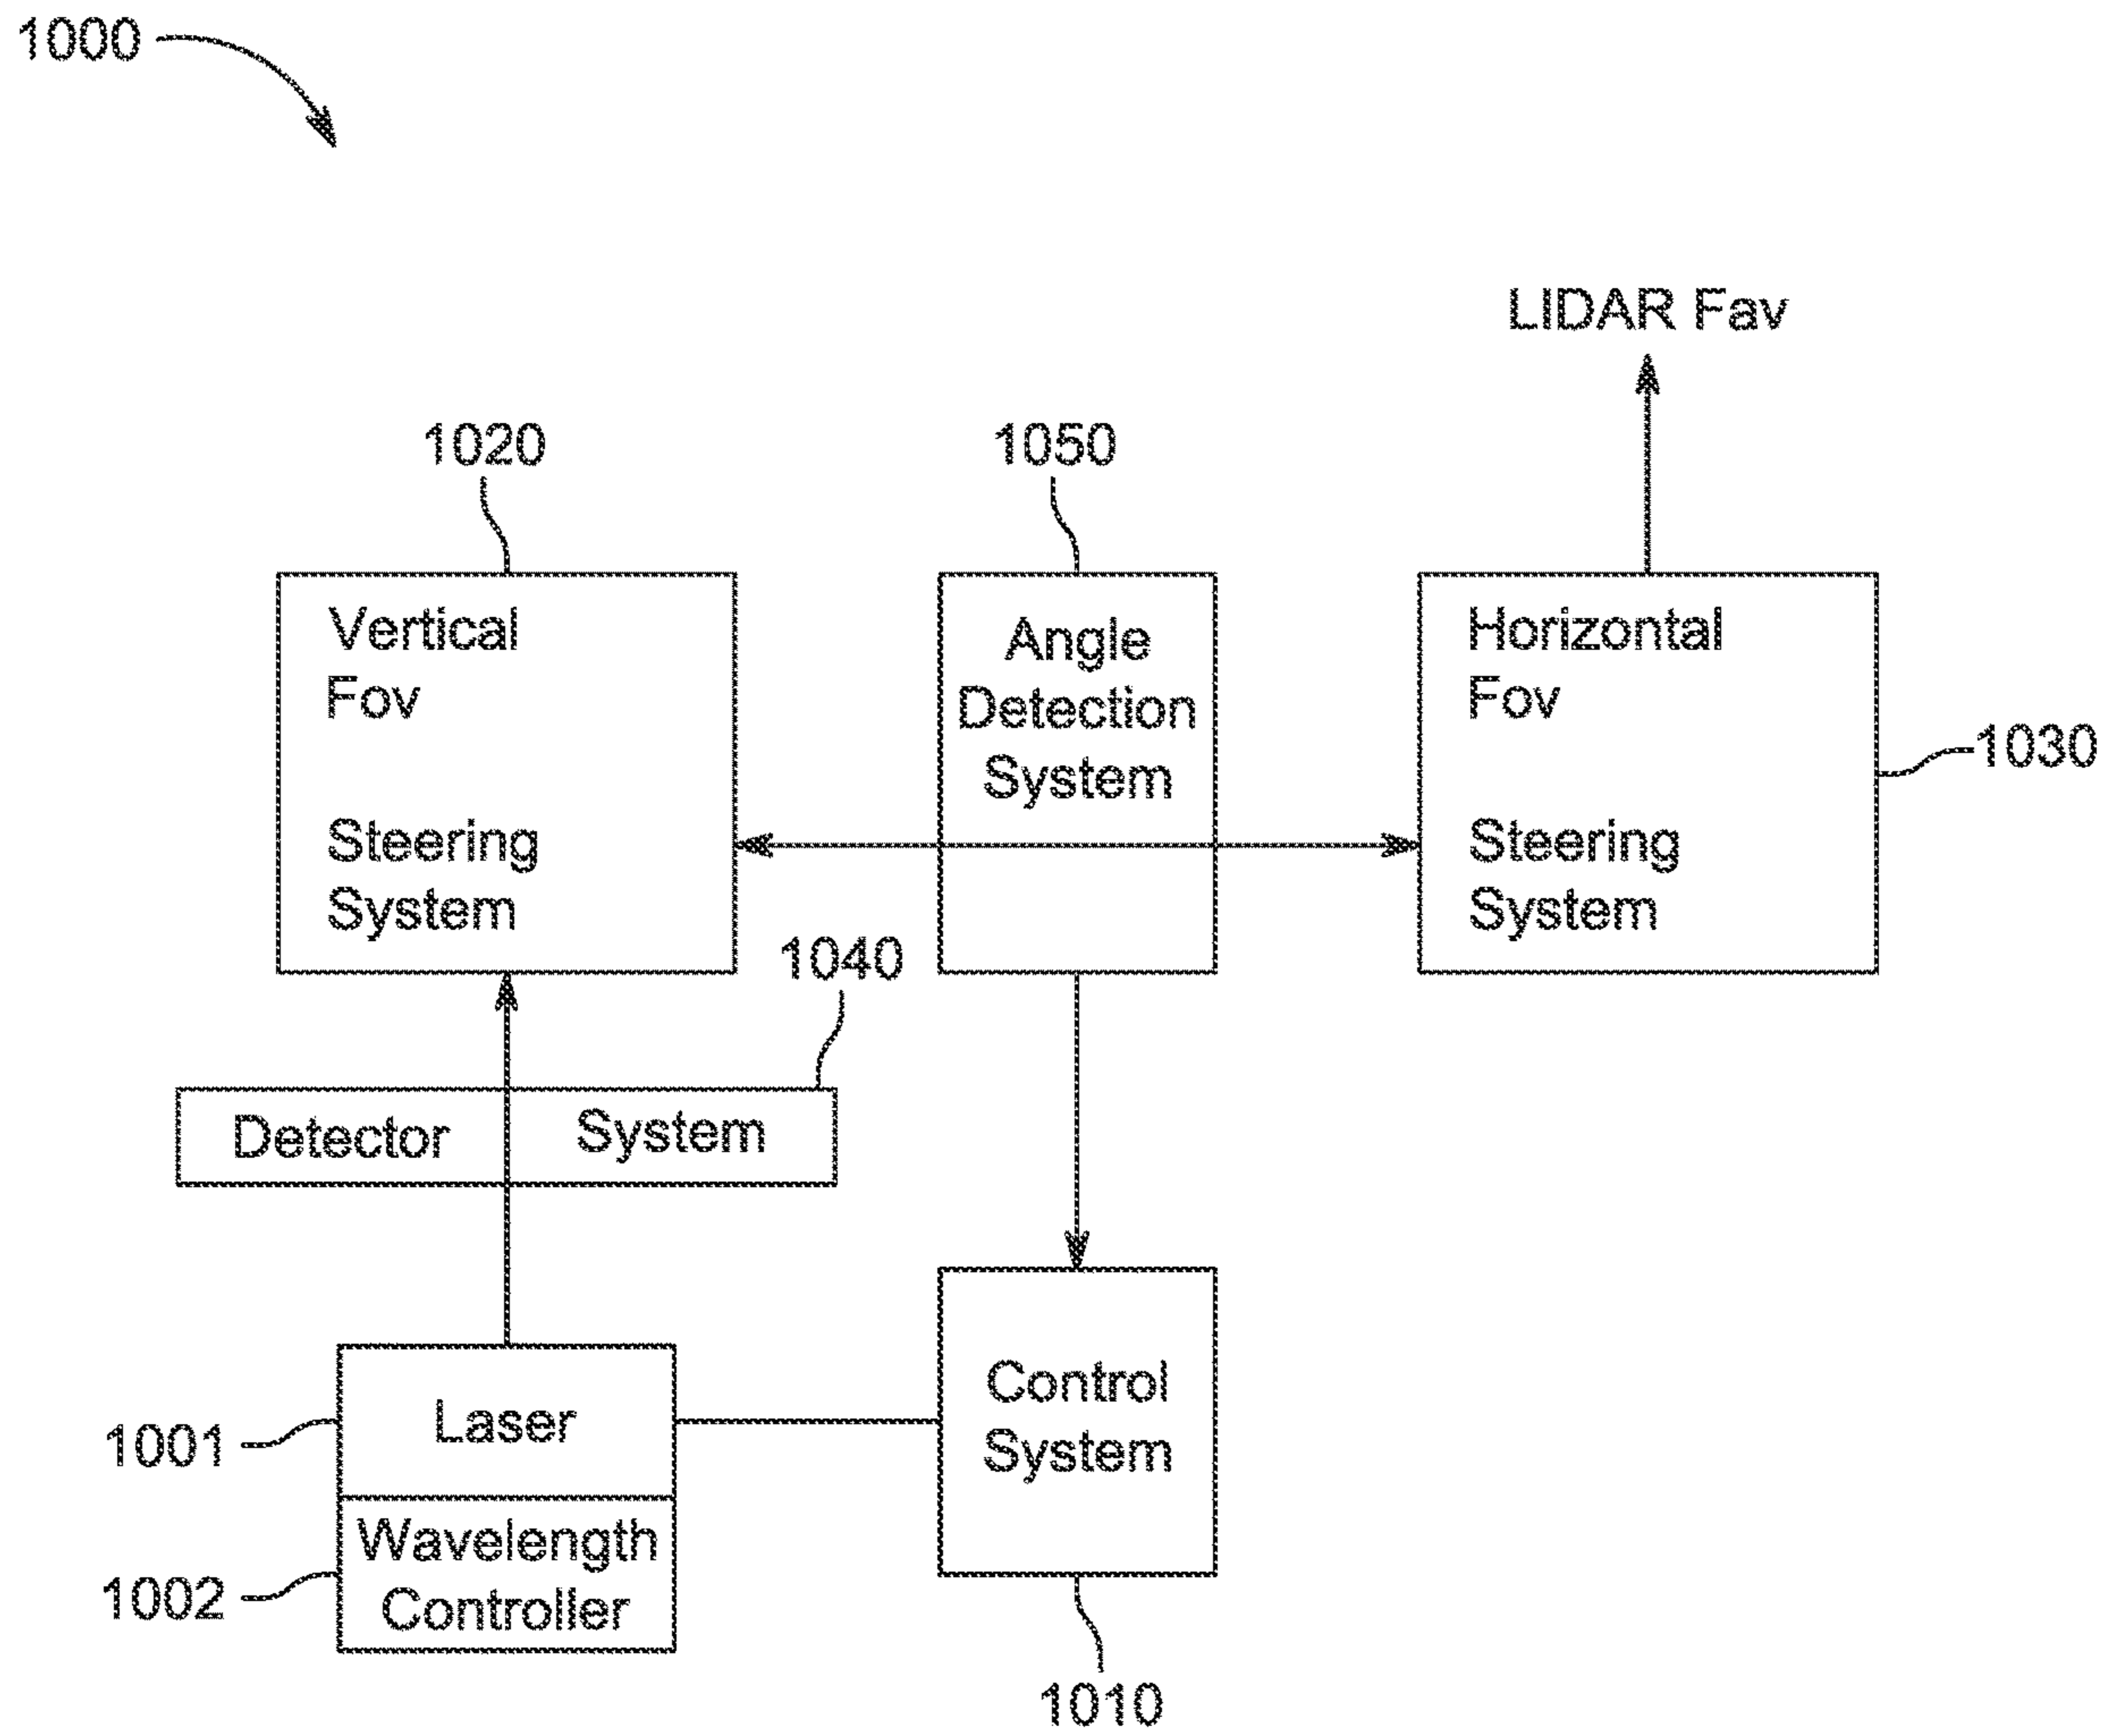 1000
LIDAR Fav
1020
1050
Vertical
Fov
Steering
System
Angle
Detection
System
Horizontal
Fov
Steering
System
1030
1040
Detector System
1001
Laser
Control
System
1002
Wavelength
Controller
1010